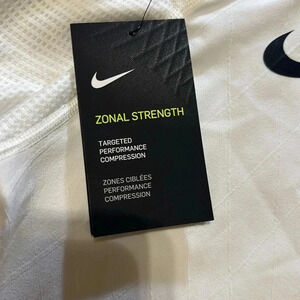 ZONAL STRENGTH
TARGETED
PERFORMANCE
COMPRESSION
ZONES CIBLÉES
PERFORMANCE
COMPRESSION